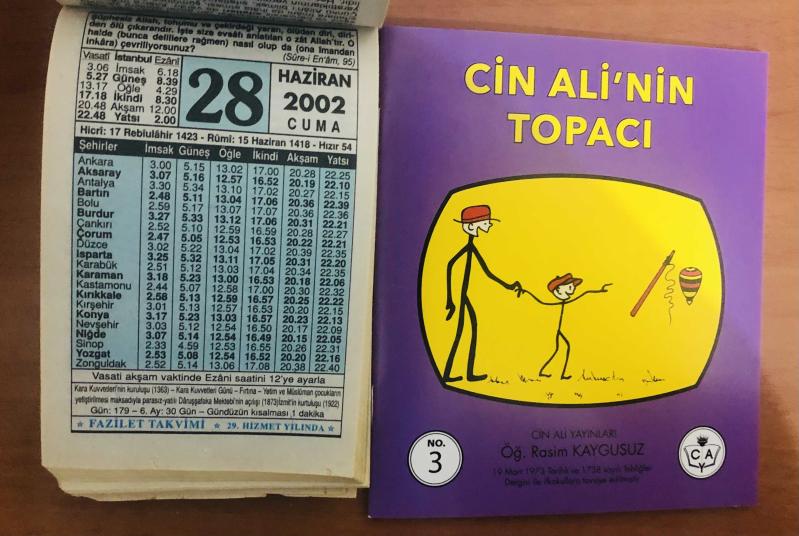 şüphesiz Allah, tohumu ve çekirdeği yaran, ölüden diri, diri-
den ölü çıkarandır. İşte size evsâfı anlatılan o zât Allah'tır. O
halde (bunca delillere rağmen) nasıl olup da (ona imandan
inkâra) çevriliyorsunuz?
(Sûre-i En'âm, 95)
Vasatî İstanbul Ezânî
3.06 İmsak 6.18
5.27 Güneş 8.39
13.17 Öğle 4.29
17.18 İkindi 8.30
20.48 Akşam 12.00
22.48 Yatsı 2.00
28
HAZİRAN
2002
CUMA
Hicrî: 17 Rebîulâhir 1423 - Rûmî: 15 Haziran 1418 - Hızır 54
Şehirler İmsak Güneş Öğle İkindi Akşam Yatsı
Ankara 3.00 5.15 13.02 17.00 20.28 22.25
Aksaray 3.07 5.16 12.57 16.52 20.19 22.10
Antalya 3.30 5.34 13.10 17.02 20.27 22.15
Bartın 2.48 5.11 13.04 17.06 20.36 22.39
Bolu 2.59 5.17 13.07 17.07 20.36 22.36
Burdur 3.27 5.33 13.12 17.06 20.31 22.21
Çankırı 2.52 5.10 12.59 16.59 20.28 22.27
Çorum 2.47 5.05 12.53 16.53 20.22 22.21
Düzce 3.02 5.22 13.04 17.02 20.39 22.35
Isparta 3.25 5.32 13.11 17.05 20.31 22.20
Karabük 2.51 5.12 13.03 17.04 20.34 22.35
Karaman 3.18 5.23 13.00 16.53 20.18 22.06
Kastamonu 2.44 5.07 12.58 17.00 20.30 22.32
Kırıkkale 2.58 5.13 12.59 16.57 20.25 22.22
Kırşehir 3.01 5.13 12.57 16.53 20.20 22.15
Konya 3.17 5.23 13.03 16.57 20.23 22.13
Nevşehir 3.03 5.12 12.54 16.50 20.17 22.09
Niğde 3.07 5.14 12.54 16.49 20.15 22.05
Sinop 2.33 4.59 12.53 16.55 20.26 22.31
Yozgat 2.53 5.08 12.54 16.52 20.20 22.16
Zonguldak 2.52 5.14 13.06 17.08 20.38 22.40
Vasati akşam vaktinde Ezâni saatini 12'ye ayarla
Kara Kuvvetleri'nin kuruluşu (1363) – Kara Kuvvetleri Günü – Fırtına – Yetim ve Müslüman çocukların
yetiştirilmesi maksadıyla parasız-yatılı Dârüşşafaka Mektebi'nin açılışı (1873)İzmit'in kurtuluşu (1922)
Gün: 179 – 6. Ay: 30 Gün – Gündüzün kısalması 1 dakika
FAZİLET TAKVİMİ 29. HİZMET YILINDA
CİN ALİ'NİN
TOPACI
NO.
3
CİN ALİ YAYINLARI
Öğ. Rasim KAYGUSUZ
19 Mart 1973 Tarihli ve 1738 sayılı Tebliğler
Dergisi ile ilkokullara tavsiye edilmiştir.
C A
Y